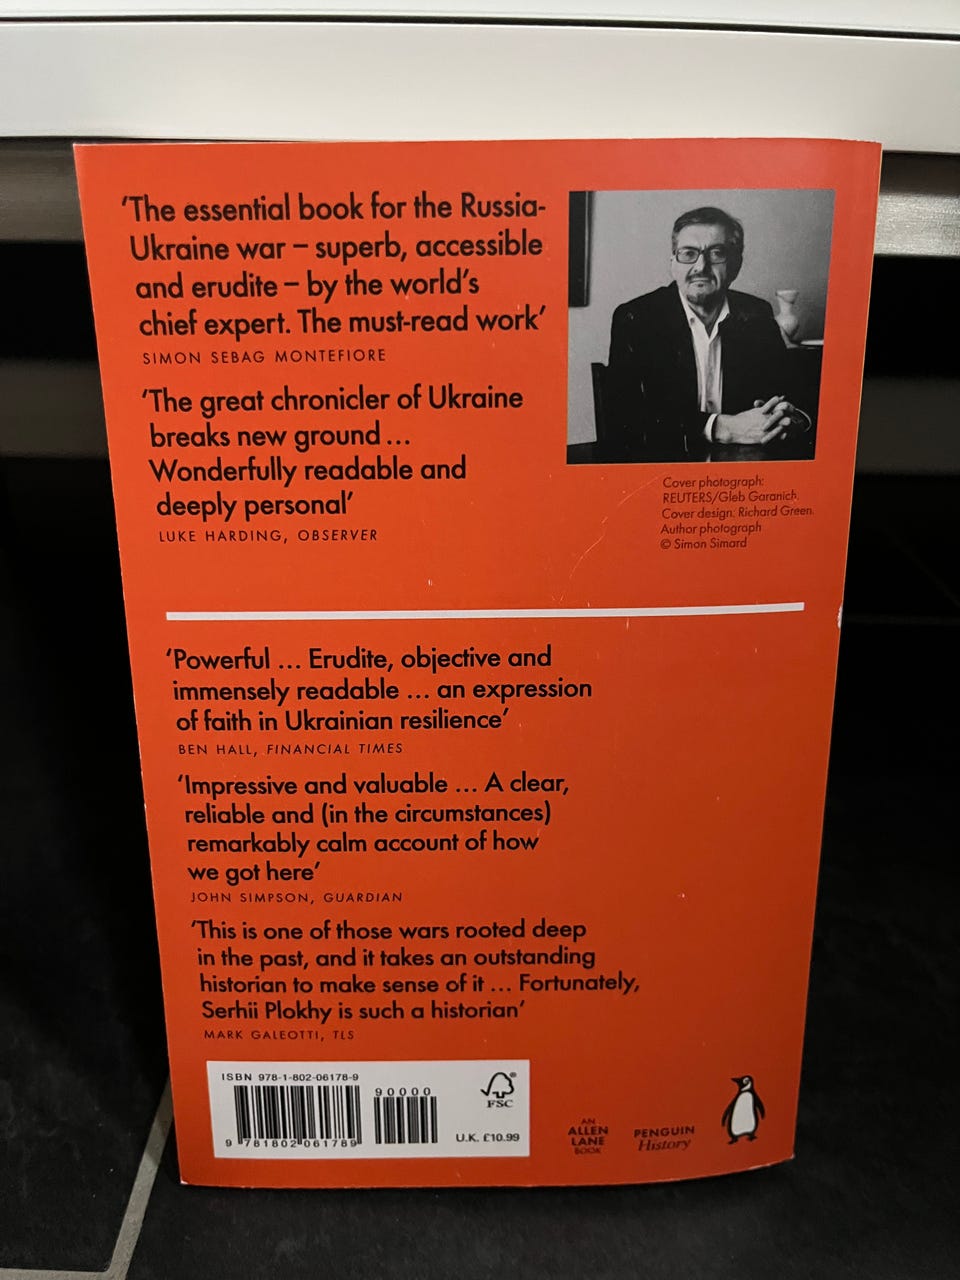 ‘The essential book for the Russia-
Ukraine war – superb, accessible
and erudite – by the world’s
chief expert. The must-read work’
SIMON SEBAG MONTEFIORE
‘The great chronicler of Ukraine
breaks new ground ...
Wonderfully readable and
deeply personal’
LUKE HARDING, OBSERVER
Cover photograph:
REUTERS/Gleb Garanich.
Cover design: Richard Green.
Author photograph
© Simon Simard
‘Powerful ... Erudite, objective and
immensely readable ... an expression
of faith in Ukrainian resilience’
BEN HALL, FINANCIAL TIMES
‘Impressive and valuable ... A clear,
reliable and (in the circumstances)
remarkably calm account of how
we got here’
JOHN SIMPSON, GUARDIAN
‘This is one of those wars rooted deep
in the past, and it takes an outstanding
historian to make sense of it ... Fortunately,
Serhii Plokhy is such a historian’
MARK GALEOTTI, TLS
ISBN 978-1-802-06178-9
90000
9 781802 061789
FSC®
U.K. £10.99
AN
ALLEN
LANE
BOOK
PENGUIN
History